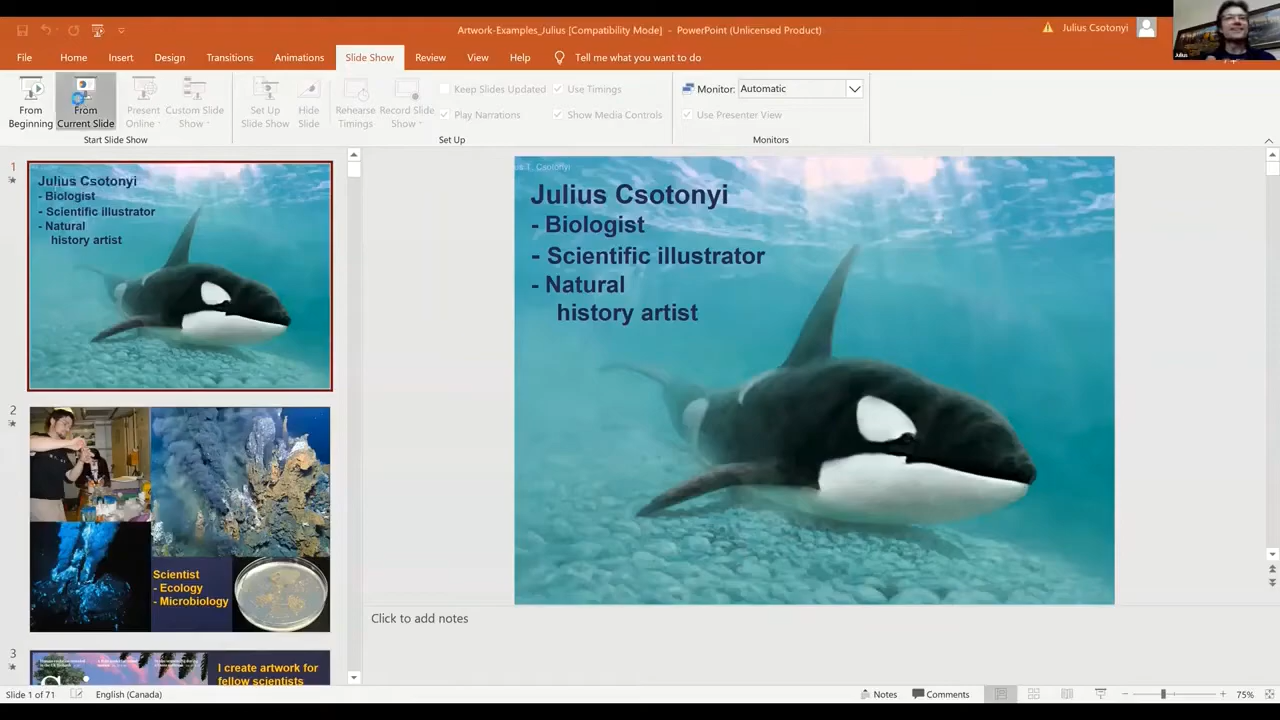 Artwork-Examples_Julius [Compatibility Mode] - PowerPoint (Unlicensed Product)
Julius Csotonyi
Julius
File Home Insert Design Transitions Animations Slide Show Review View Help Tell me what you want to do
From Beginning
From Current Slide
Present Online
Custom Slide Show
Start Slide Show
Set Up Slide Show
Hide Slide
Rehearse Timings
Record Slide Show
Keep Slides Updated
Play Narrations
Use Timings
Show Media Controls
Set Up
Monitor: Automatic
Use Presenter View
Monitors
1
Julius Csotonyi
- Biologist
- Scientific illustrator
- Natural
history artist
2
Scientist
- Ecology
- Microbiology
3
I create artwork for
fellow scientists
s T. Csotonyi
Julius Csotonyi
- Biologist
- Scientific illustrator
- Natural
history artist
Click to add notes
Slide 1 of 71 English (Canada) Notes Comments 75%